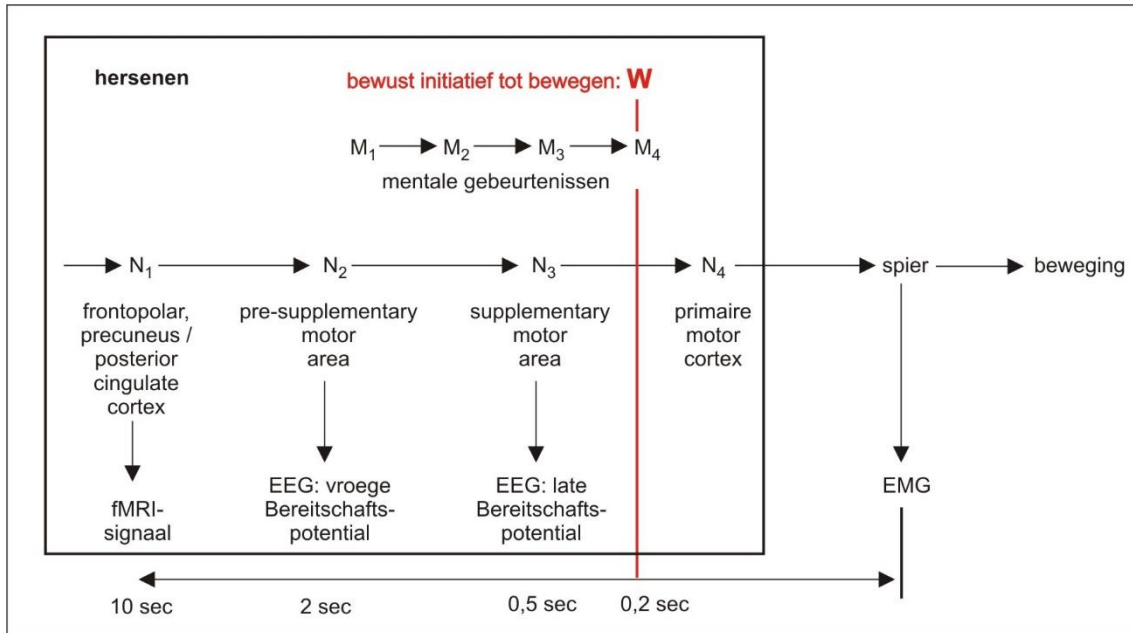 hersenen
bewust initiatief tot bewegen: W
M₁ M₂ M₃ M₄
mentale gebeurtenissen
N₁ N₂ N₃ N₄ spier beweging
frontopolar,
precuneus /
posterior
cingulate
cortex
pre-supplementary
motor
area
supplementary
motor
area
primaire
motor
cortex
fMRI-
signaal
EEG: vroege
Bereitschafts-
potential
EEG: late
Bereitschafts-
potential
EMG
10 sec 2 sec 0,5 sec 0,2 sec